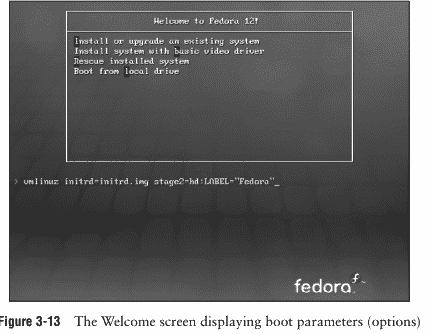 Welcome to Fedora 12!
Install or upgrade an existing system
Install system with basic video driver
Rescue installed system
Boot from local drive
> vmlinuz initrd=initrd.img stage2=hd:LABEL="Fedora"_
fedora
Figure 3-13 The Welcome screen displaying boot parameters (options)